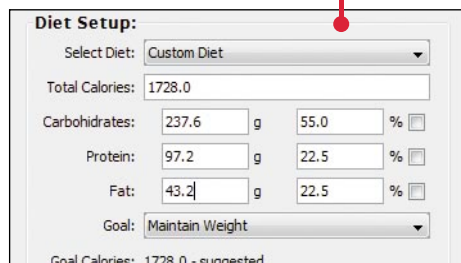 Diet Setup:
Select Diet: Custom Diet
Total Calories: 1728.0
Carbohidrates: 237.6 g 55.0 %
Protein: 97.2 g 22.5 %
Fat: 43.2 g 22.5 %
Goal: Maintain Weight
Goal Calories: 1728.0 - suggested